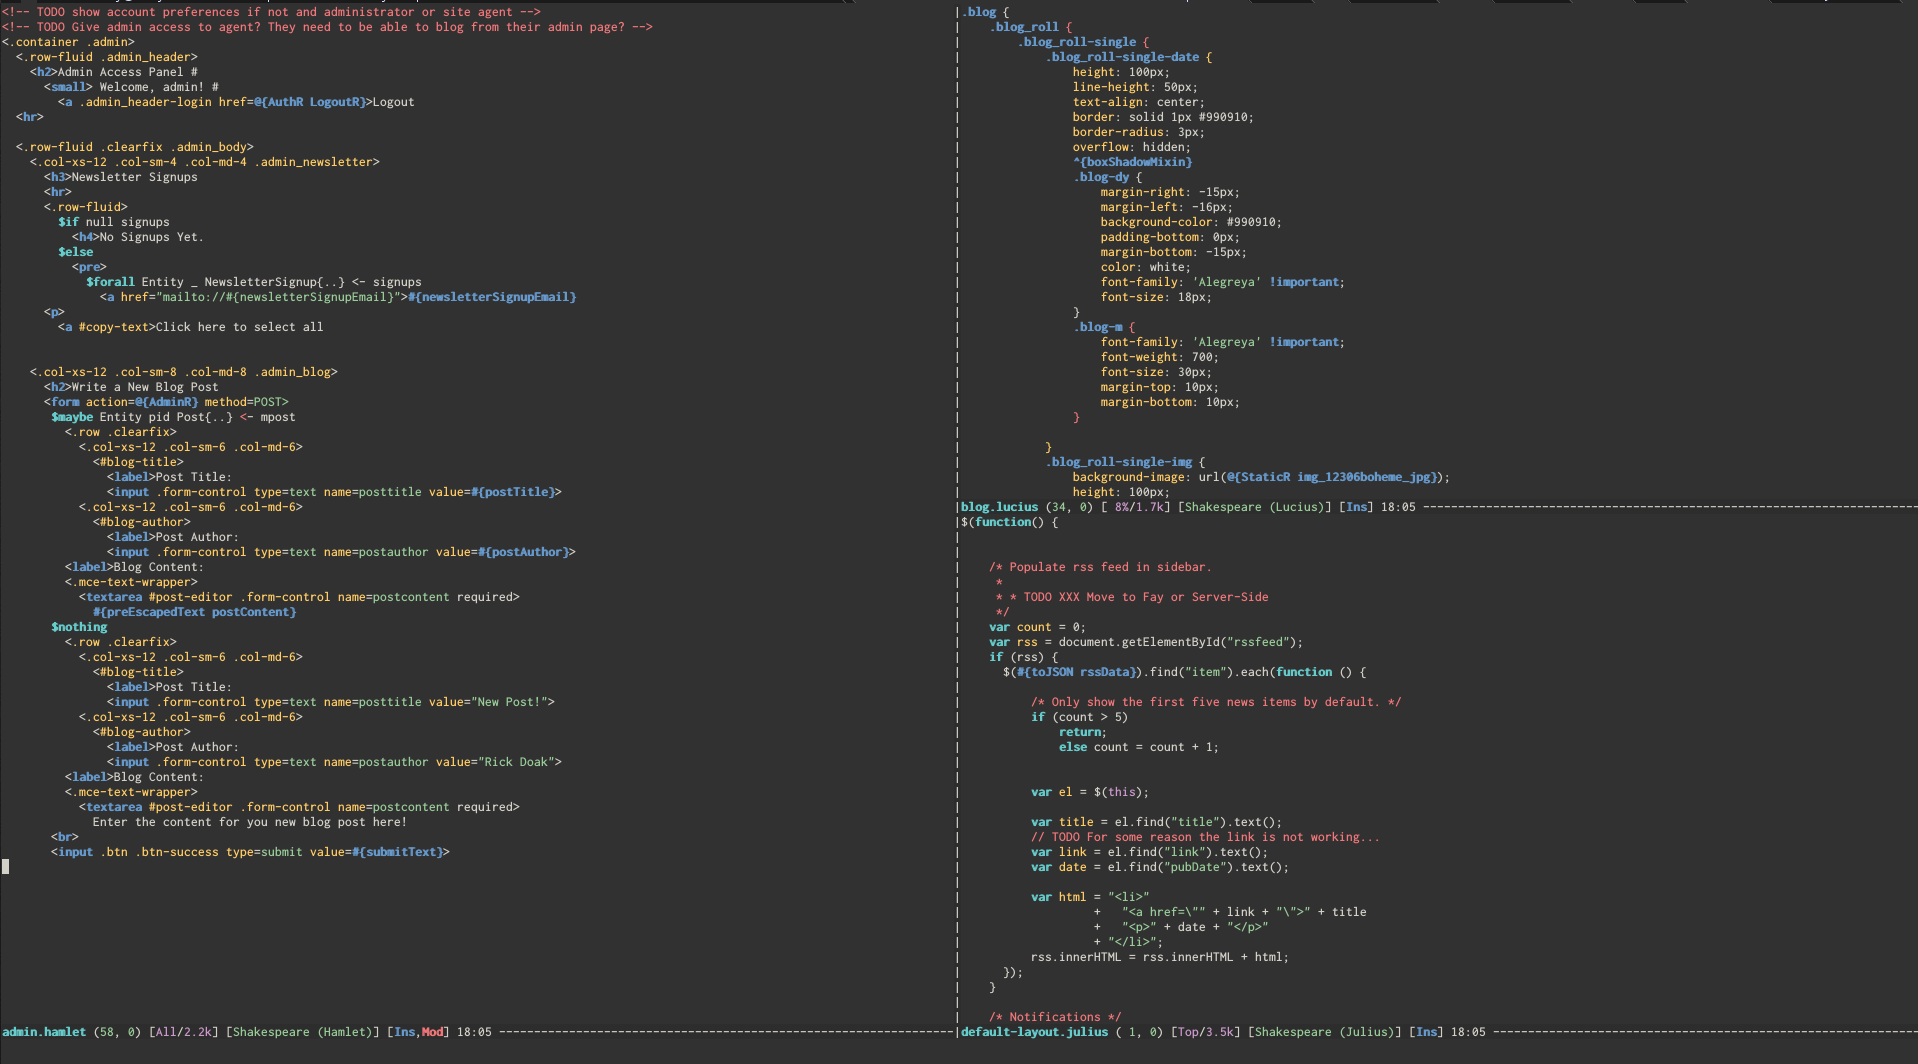 <!-- TODO show account preferences if not and administrator or site agent -->
<!-- TODO Give admin access to agent? They need to be able to blog from their admin page? -->
<.container .admin>
  <.row-fluid .admin_header>
    <h2>Admin Access Panel #
      <small> Welcome, admin! #
        <a .admin_header-login href=@{AuthR LogoutR}>Logout
  <hr>
  <.row-fluid .clearfix .admin_body>
    <.col-xs-12 .col-sm-4 .col-md-4 .admin_newsletter>
      <h3>Newsletter Signups
      <hr>
      <.row-fluid>
        $if null signups
          <h4>No Signups Yet.
        $else
          <pre>
            $forall Entity _ NewsletterSignup{..} <- signups
              <a href="mailto://#{newsletterSignupEmail}">#{newsletterSignupEmail}
      <p>
        <a #copy-text>Click here to select all
    <.col-xs-12 .col-sm-8 .col-md-8 .admin_blog>
      <h2>Write a New Blog Post
      <form action=@{AdminR} method=POST>
       $maybe Entity pid Post{..} <- mpost
         <.row .clearfix>
           <.col-xs-12 .col-sm-6 .col-md-6>
             <#blog-title>
               <label>Post Title:
               <input .form-control type=text name=posttitle value=#{postTitle}>
           <.col-xs-12 .col-sm-6 .col-md-6>
             <#blog-author>
               <label>Post Author:
               <input .form-control type=text name=postauthor value=#{postAuthor}>
         <label>Blog Content:
         <.mce-text-wrapper>
           <textarea #post-editor .form-control name=postcontent required>
             #{preEscapedText postContent}
       $nothing
         <.row .clearfix>
           <.col-xs-12 .col-sm-6 .col-md-6>
             <#blog-title>
               <label>Post Title:
               <input .form-control type=text name=posttitle value="New Post!">
           <.col-xs-12 .col-sm-6 .col-md-6>
             <#blog-author>
               <label>Post Author:
               <input .form-control type=text name=postauthor value="Rick Doak">
         <label>Blog Content:
         <.mce-text-wrapper>
           <textarea #post-editor .form-control name=postcontent required>
             Enter the content for you new blog post here!
       <br>
       <input .btn .btn-success type=submit value=#{submitText}>
admin.hamlet (58, 0) [All/2.2k] [Shakespeare (Hamlet)] [Ins,Mod] 18:05
.blog {
    .blog_roll {
        .blog_roll-single {
            .blog_roll-single-date {
                height: 100px;
                line-height: 50px;
                text-align: center;
                border: solid 1px #990910;
                border-radius: 3px;
                overflow: hidden;
                ^{boxShadowMixin}
                .blog-dy {
                    margin-right: -15px;
                    margin-left: -16px;
                    background-color: #990910;
                    padding-bottom: 0px;
                    margin-bottom: -15px;
                    color: white;
                    font-family: 'Alegreya' !important;
                    font-size: 18px;
                }
                .blog-m {
                    font-family: 'Alegreya' !important;
                    font-weight: 700;
                    font-size: 30px;
                    margin-top: 10px;
                    margin-bottom: 10px;
                }
            }
            .blog_roll-single-img {
                background-image: url(@{StaticR img_12306boheme_jpg});
                height: 100px;
blog.lucius (34, 0) [ 8%/1.7k] [Shakespeare (Lucius)] [Ins] 18:05
$(function() {
    /* Populate rss feed in sidebar.
     *
     * * TODO XXX Move to Fay or Server-Side
     */
    var count = 0;
    var rss = document.getElementById("rssfeed");
    if (rss) {
      $(#{toJSON rssData}).find("item").each(function () {
          /* Only show the first five news items by default. */
          if (count > 5)
              return;
              else count = count + 1;
          var el = $(this);
          var title = el.find("title").text();
          // TODO For some reason the link is not working...
          var link = el.find("link").text();
          var date = el.find("pubDate").text();
          var html = "<li>"
                   +   "<a href=\"" + link + "\">" + title
                   +   "<p>" + date + "</p>"
                   + "</li>";
          rss.innerHTML = rss.innerHTML + html;
      });
    }
    /* Notifications */
default-layout.julius ( 1, 0) [Top/3.5k] [Shakespeare (Julius)] [Ins] 18:05